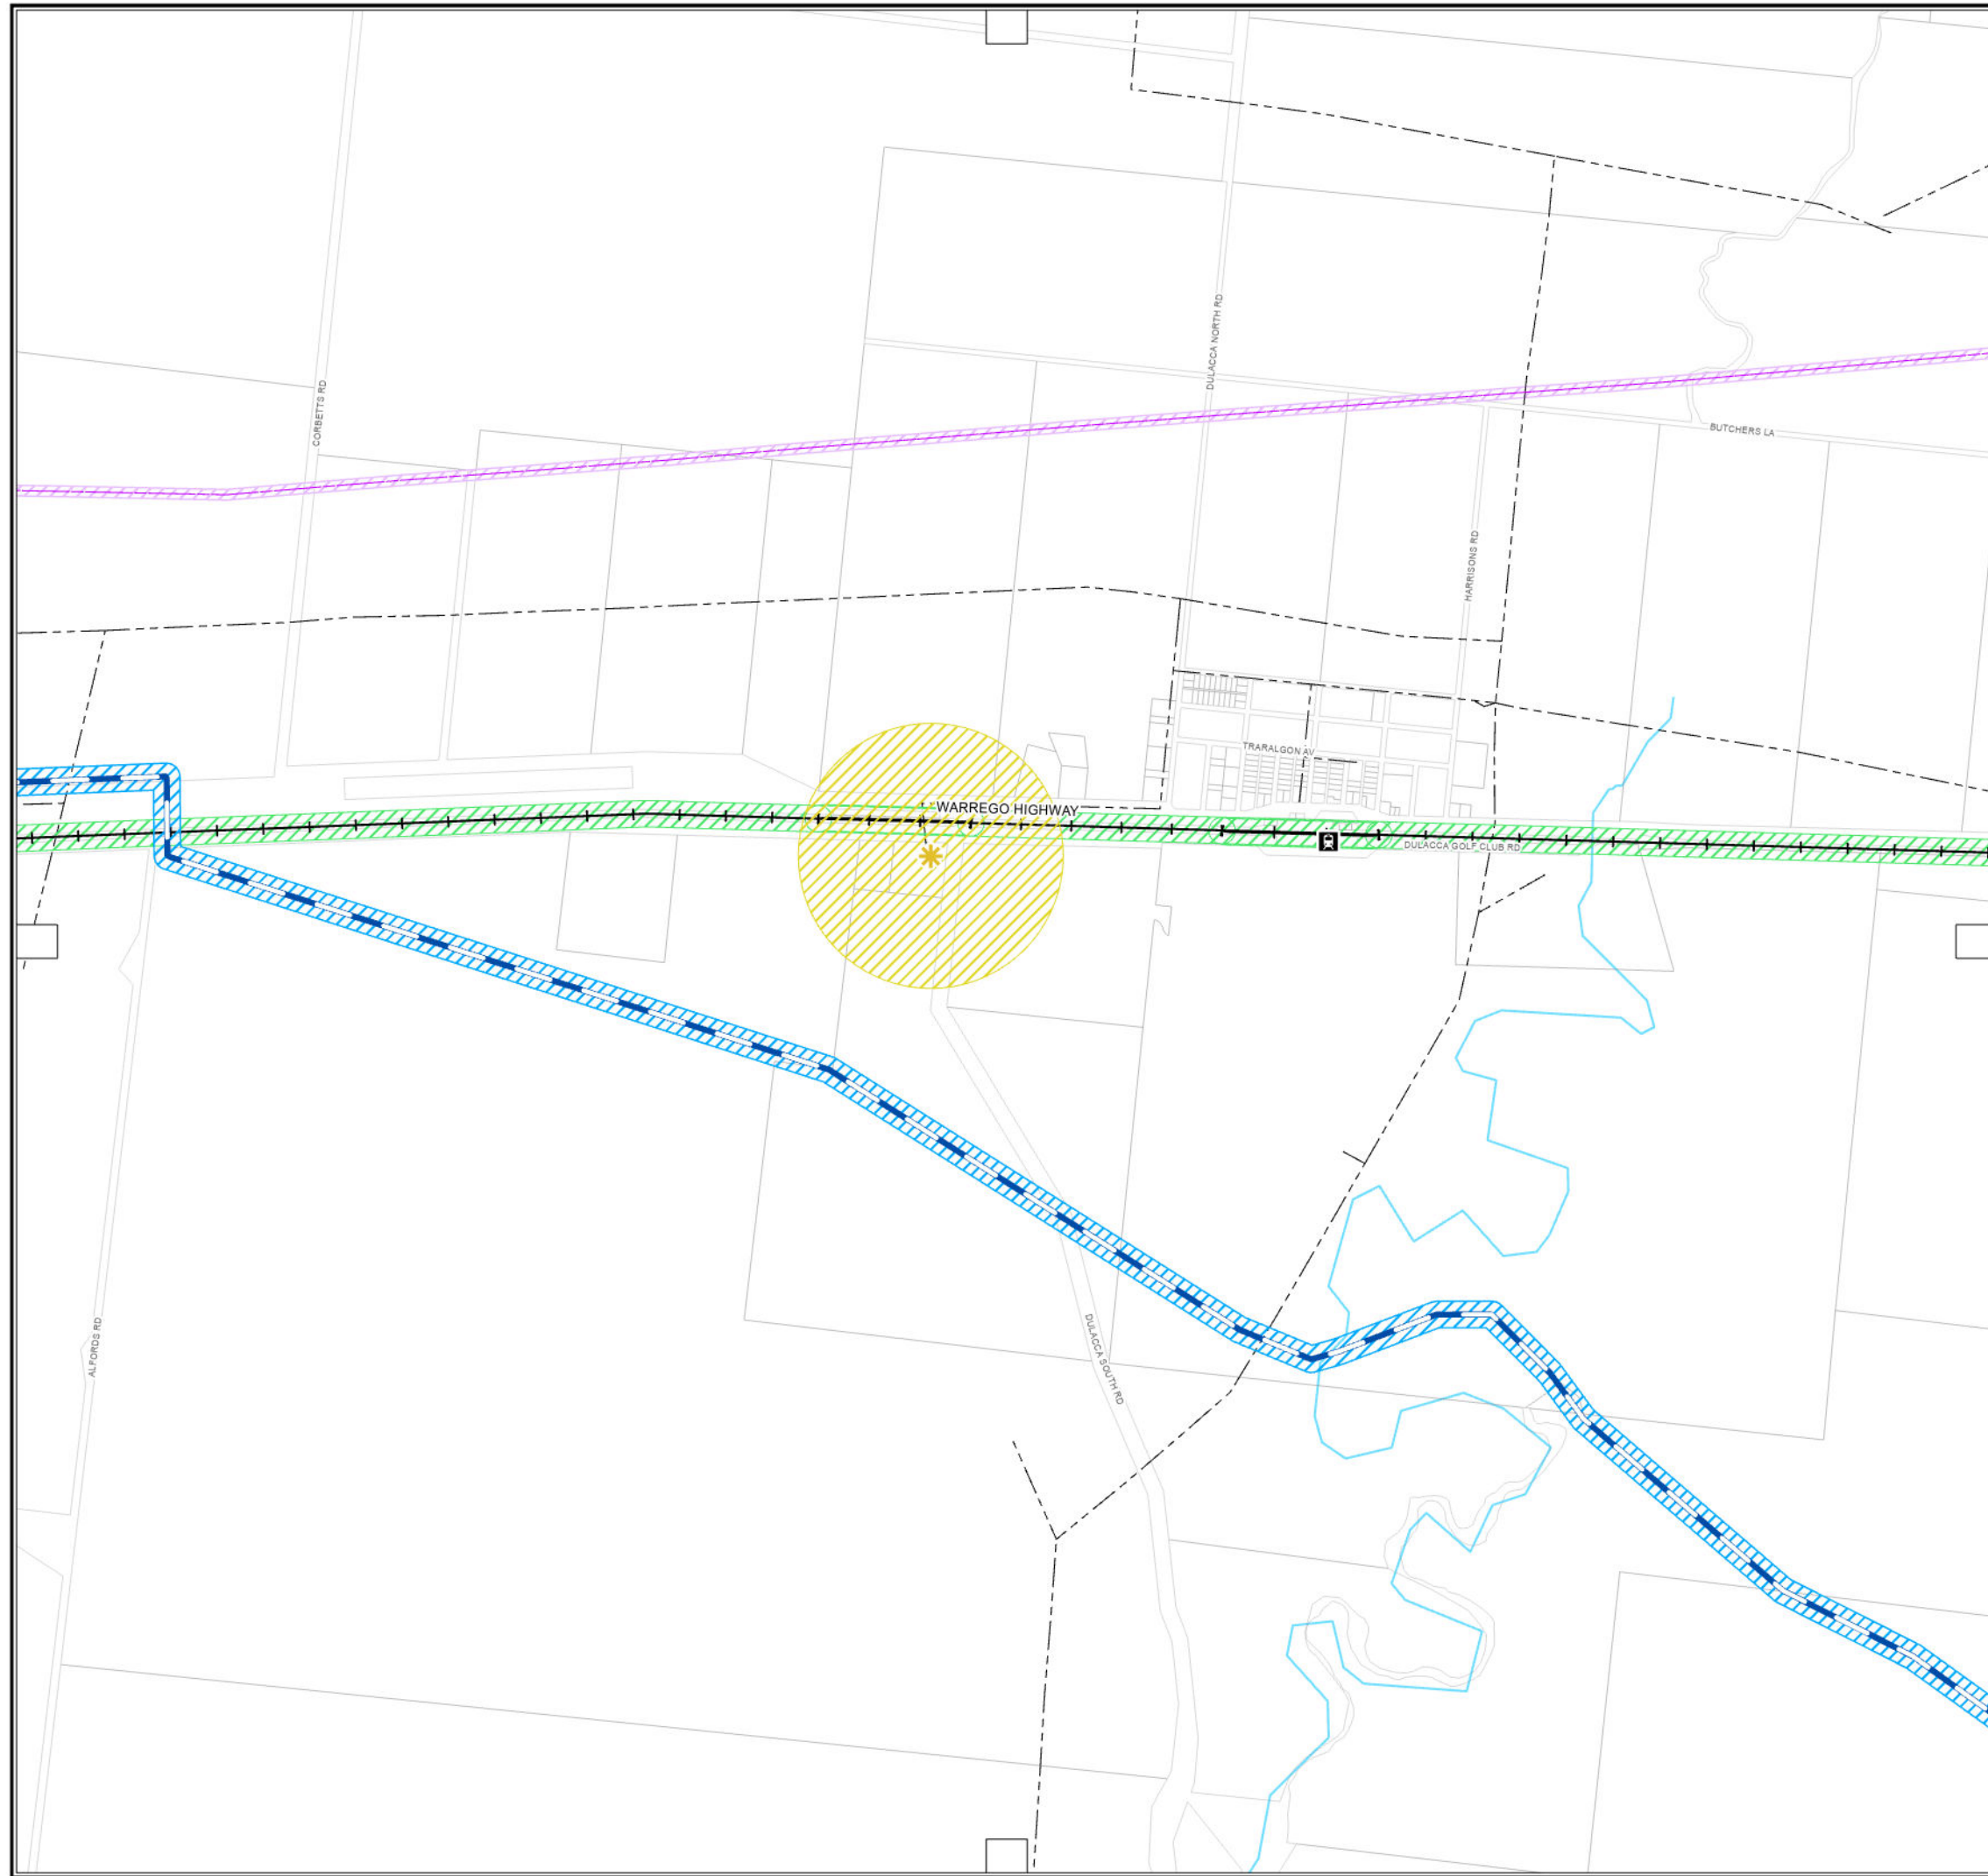 DULACCA NORTH RD
CORBETTS RD
BUTCHERS LA
HARRISONS RD
TRARALGON AV
WARREGO HIGHWAY
DULACCA GOLF CLUB RD
ALFORDS RD
DULACCA SOUTH RD